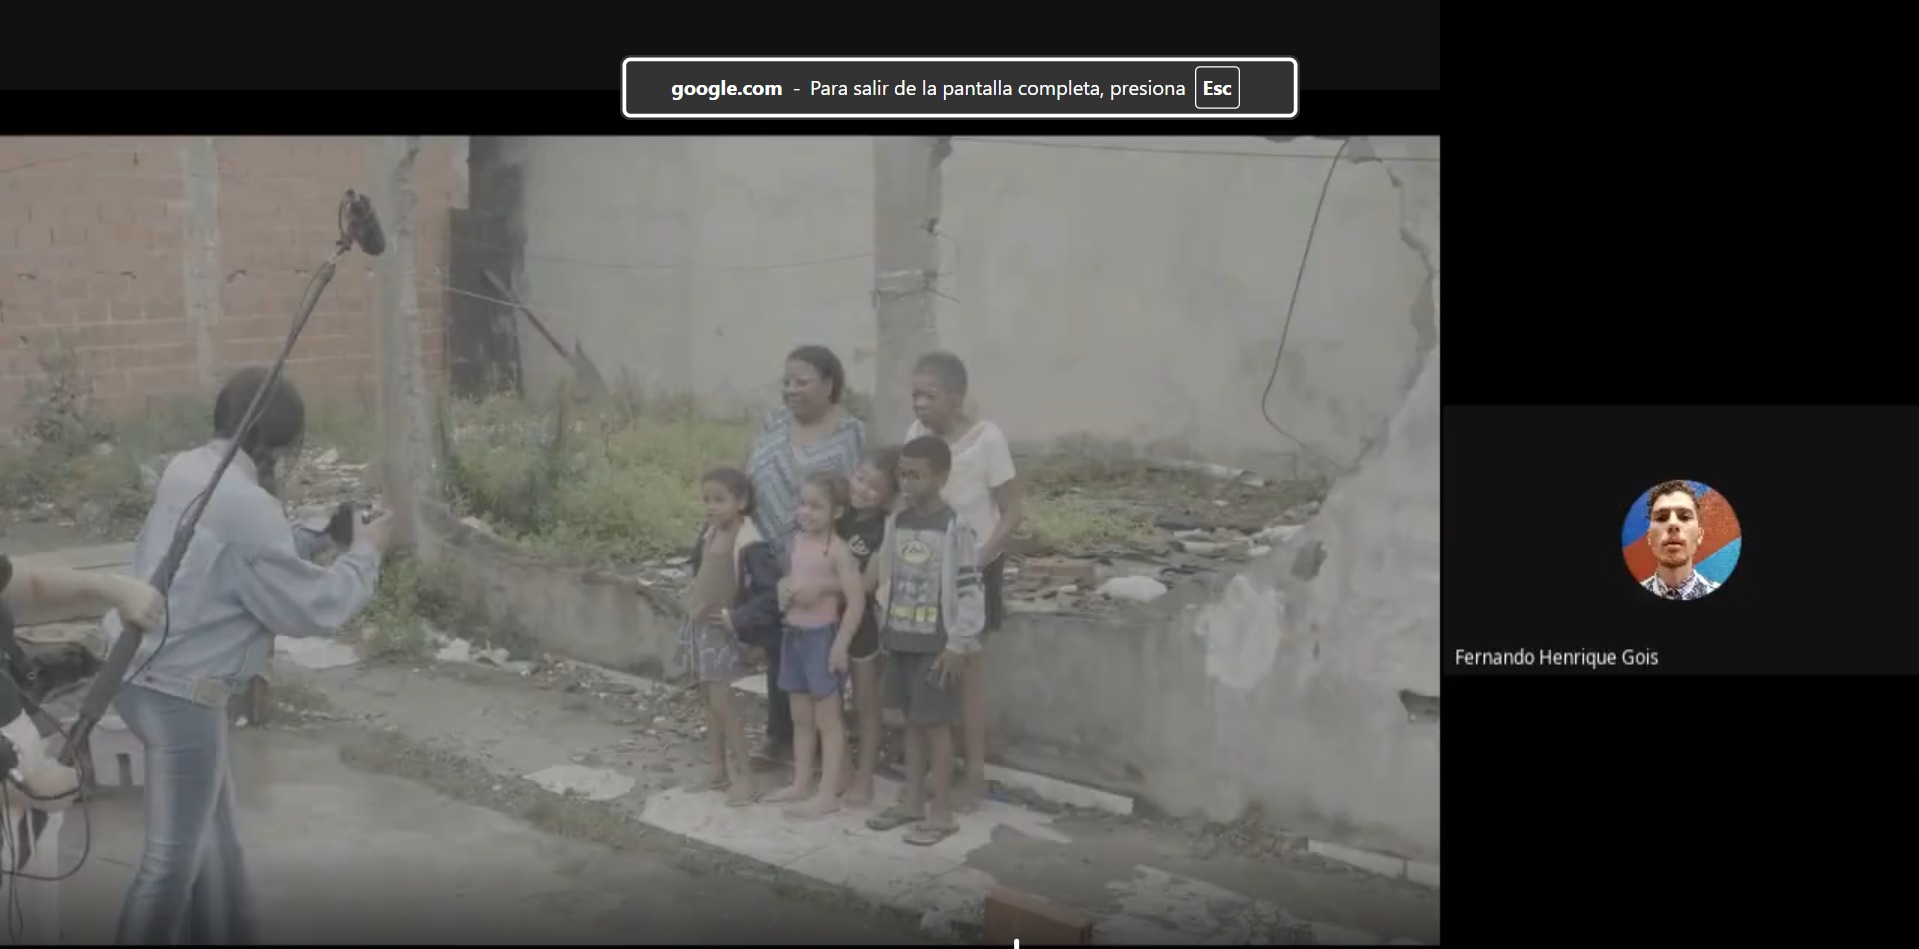 google.com - Para salir de la pantalla completa, presiona Esc
Fernando Henrique Gois